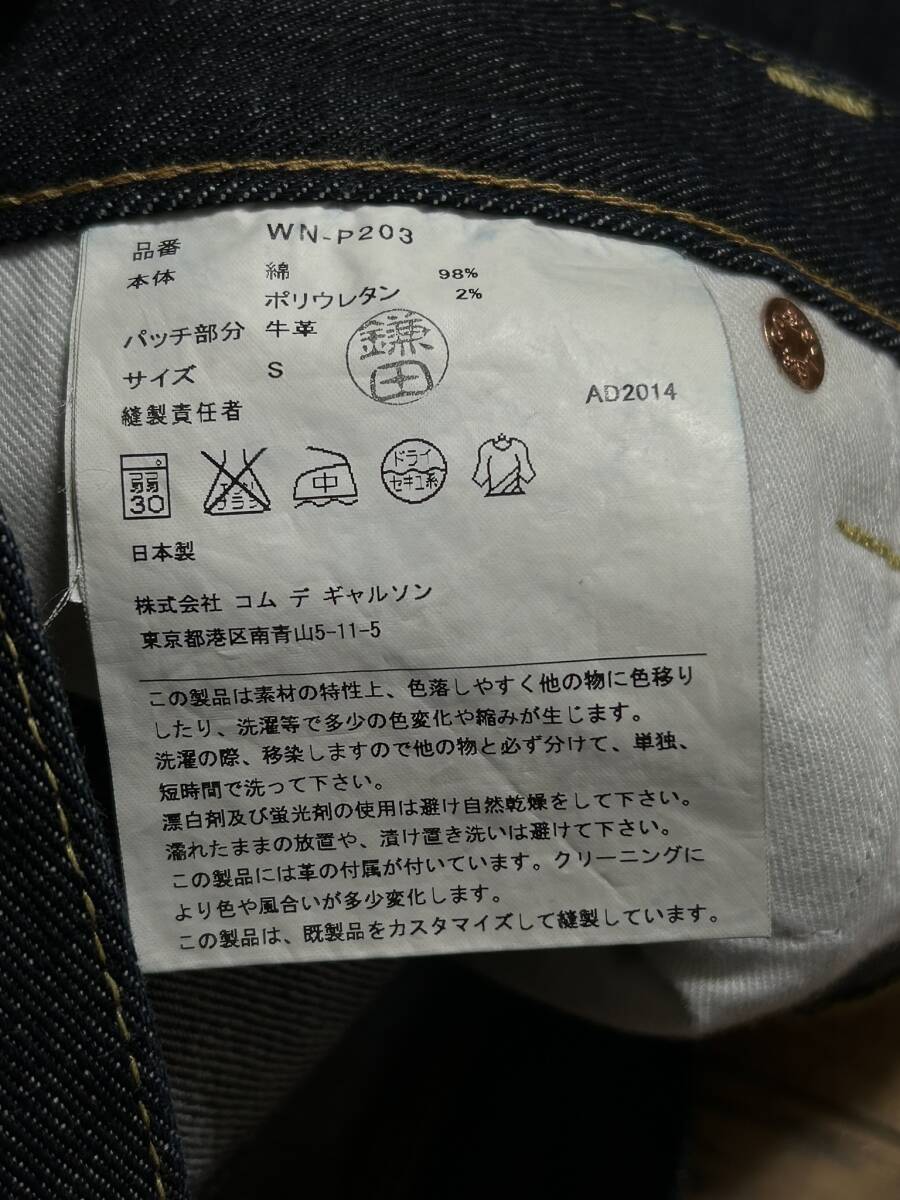 品番 WN-P203
本体 綿 98%
ポリウレタン 2%
パッチ部分 牛革
サイズ S
鎌田
縫製責任者
AD2014
弱 30
エンソ サラシ
中
ドライ
セキユ系
日本製
株式会社 コム デ ギャルソン
東京都港区南青山5-11-5
この製品は素材の特性上、色落しやすく他の物に色移り
したり、洗濯等で多少の色変化や縮みが生じます。
洗濯の際、移染しますので他の物と必ず分けて、単独、
短時間で洗って下さい。
漂白剤及び蛍光剤の使用は避け自然乾燥をして下さい。
濡れたままの放置や、漬け置き洗いは避けて下さい。
この製品には革の付属が付いています。クリーニングに
より色や風合いが多少変化します。
この製品は、既製品をカスタマイズして縫製しています。